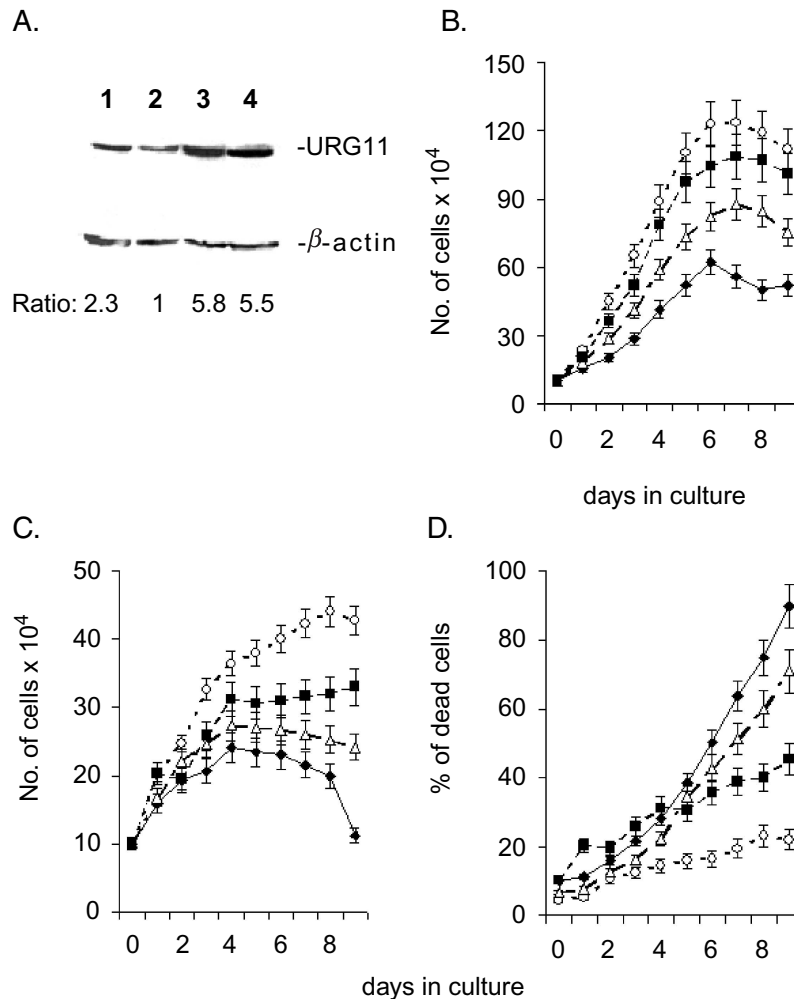 A.
1 2 3 4
-URG11
-β-actin
Ratio: 2.3 1 5.8 5.5
B.
No. of cells x 10⁴
150
120
90
60
30
0
0 2 4 6 8
days in culture
C.
No. of cells x 10⁴
50
40
30
20
10
0
0 2 4 6 8
D.
% of dead cells
100
80
60
40
20
0
0 2 4 6 8
days in culture